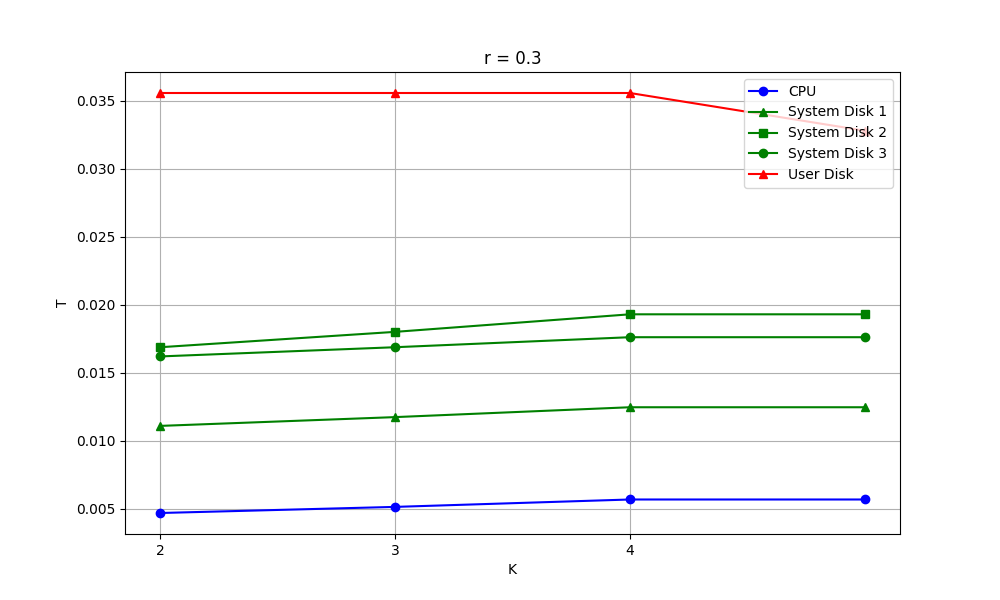 r = 0.3
T
0.035
0.030
0.025
0.020
0.015
0.010
0.005
2 3 4
K
CPU
System Disk 1
System Disk 2
System Disk 3
User Disk